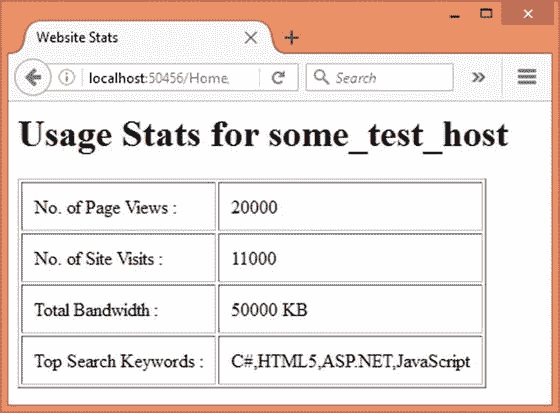 Website Stats
localhost:50456/Home
Search
Usage Stats for some_test_host
No. of Page Views : 20000
No. of Site Visits : 11000
Total Bandwidth : 50000 KB
Top Search Keywords : C#,HTML5,ASP.NET,JavaScript